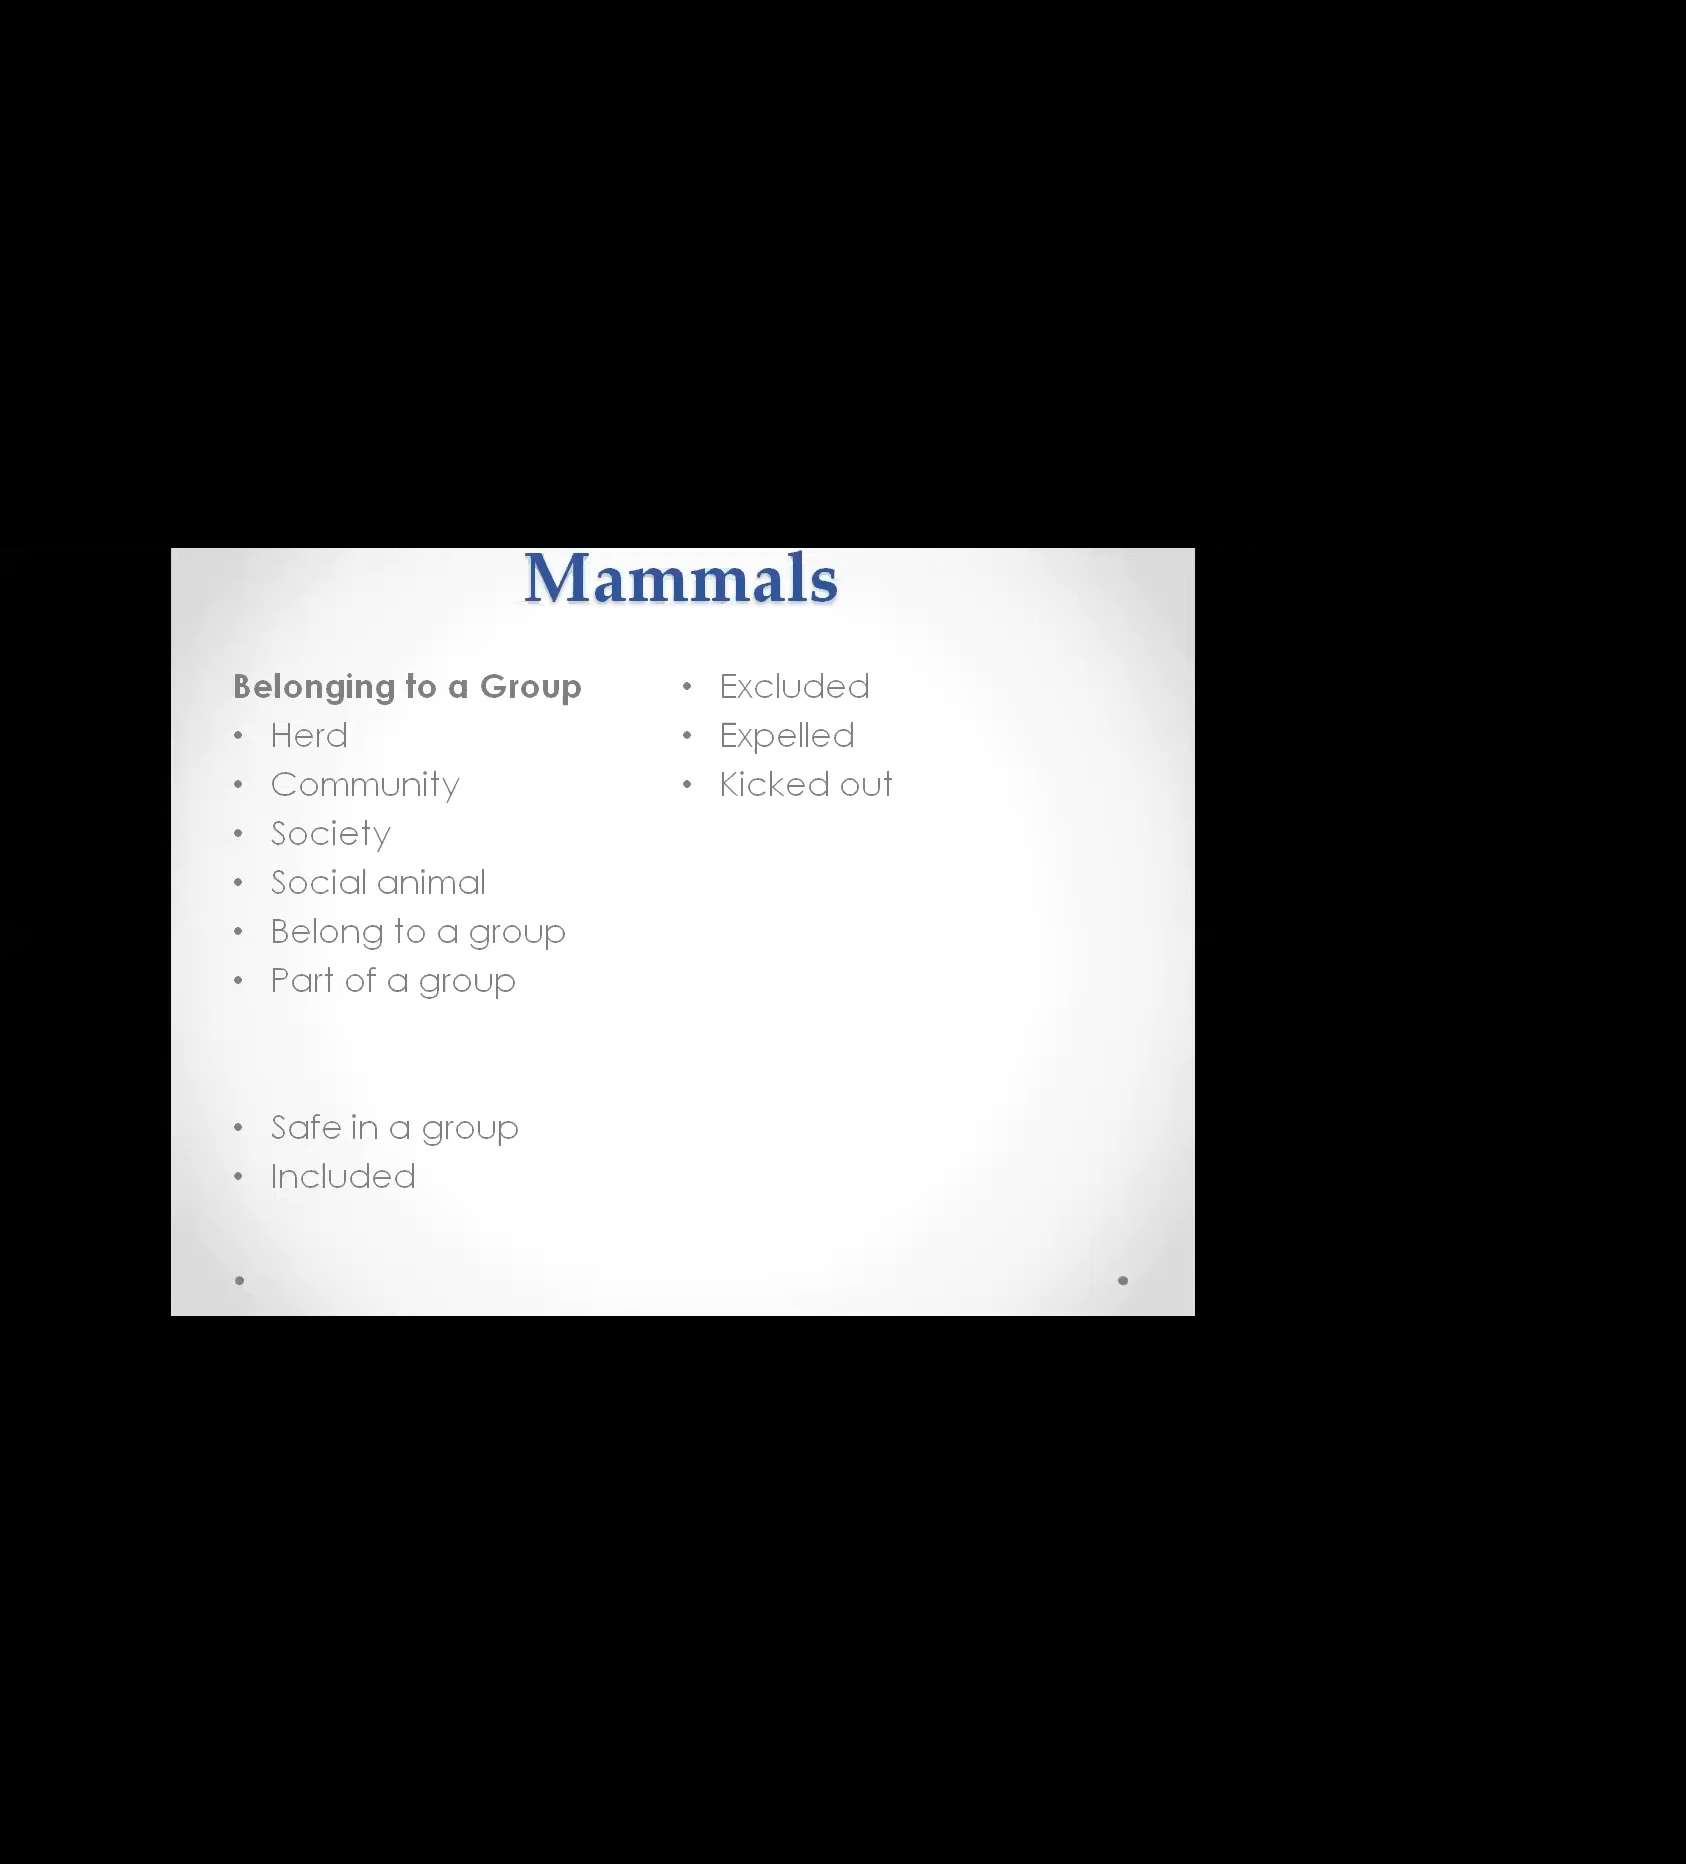 Mammals
Belonging to a Group
• Herd
• Community
• Society
• Social animal
• Belong to a group
• Part of a group
• Safe in a group
• Included
• Excluded
• Expelled
• Kicked out